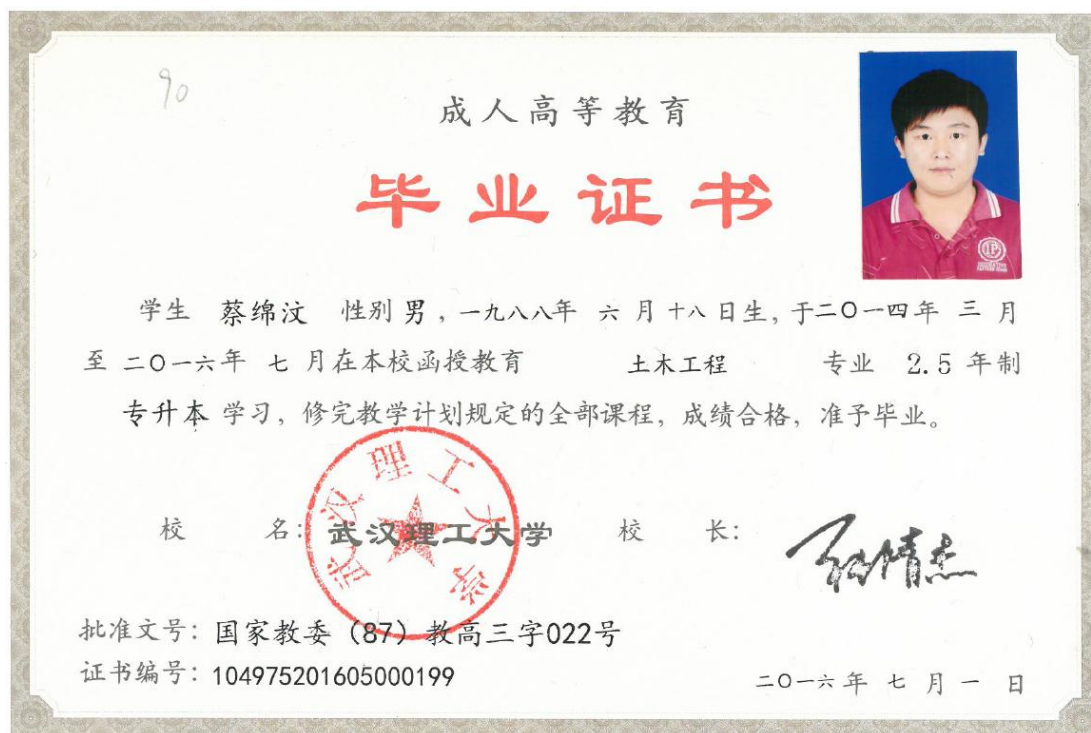 90
成人高等教育
毕业证书
学生 蔡绵汶 性别 男，一九八八年 六 月 十八 日生，于二〇一四年 三 月
至 二〇一六年 七 月在本校函授教育 土木工程 专业 2.5 年制
专升本 学习，修完教学计划规定的全部课程，成绩合格，准予毕业。
武汉理工大学
校 名：武汉理工大学 校 长：
批准文号：国家教委（87）教高三字022号
证书编号：104975201605000199
二〇一六年 七 月 一 日